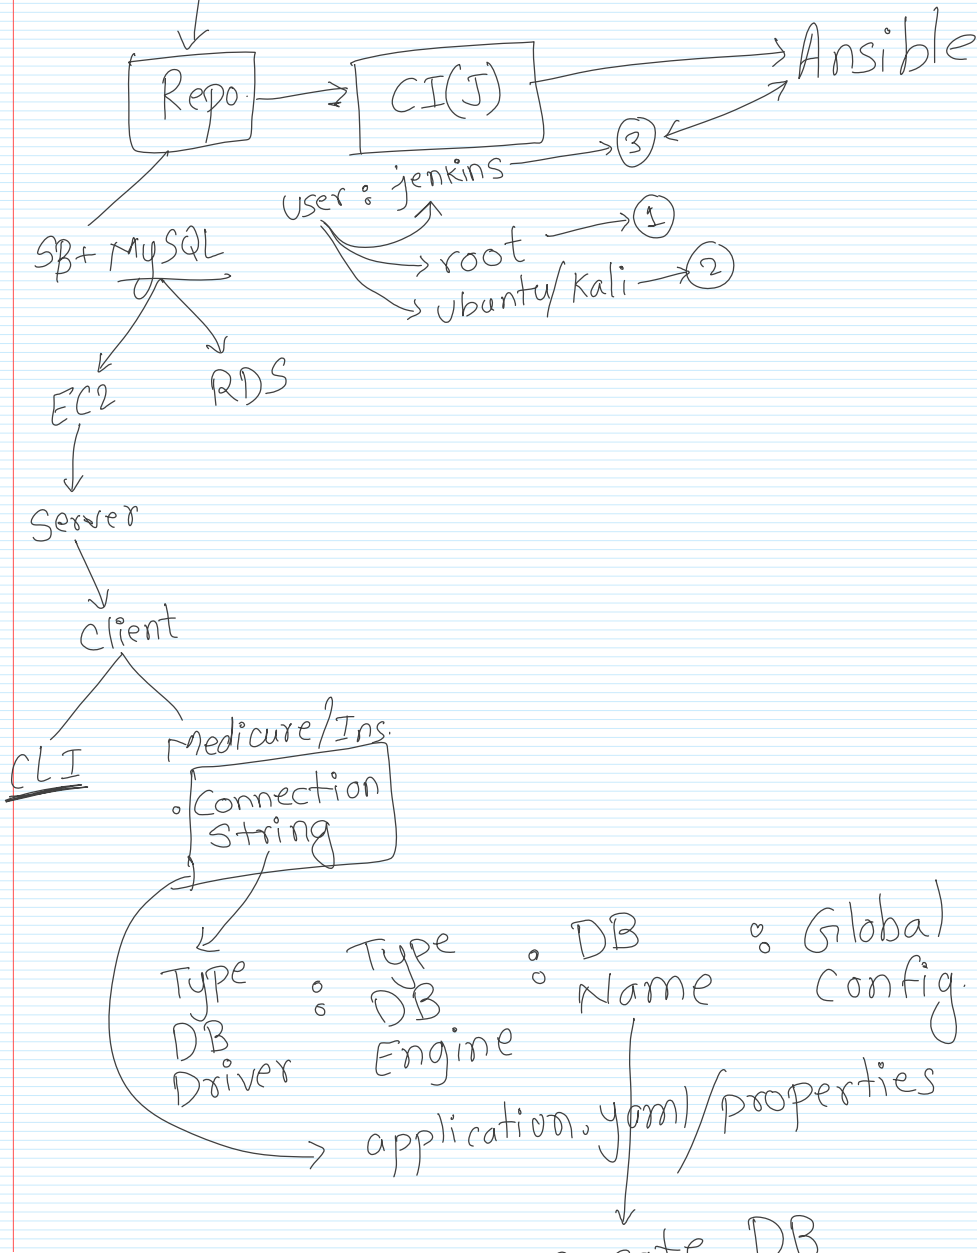 Ansible
Repo.
CI(J)
3
user : jenkins
1
root
SB+ MySQL
2
ubuntu/kali
EC2
RDS
Server
Client
Medicure/Ins.
CLI
: Connection
String
Type
DB
Driver
:
Type
DB
Engine
:
DB
Name
:
Global
Config.
application.yaml/properties
DB